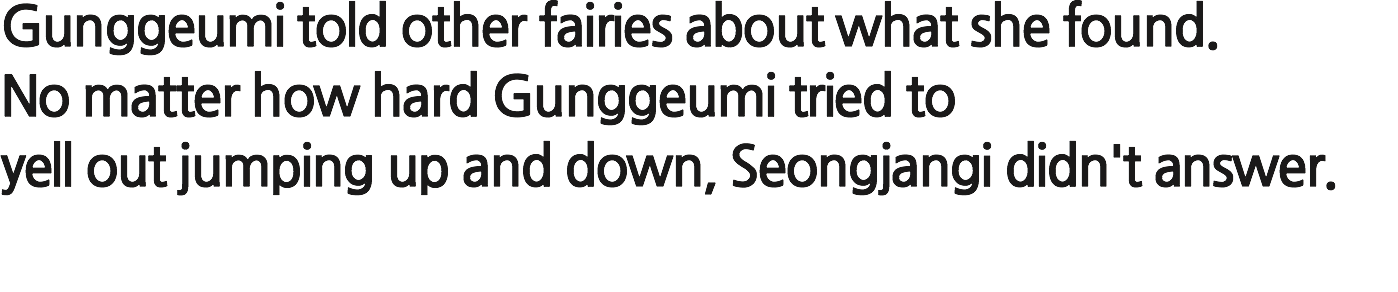 Gunggeumi told other fairies about what she found.
No matter how hard Gunggeumi tried to
yell out jumping up and down, Seongjangi didn't answer.